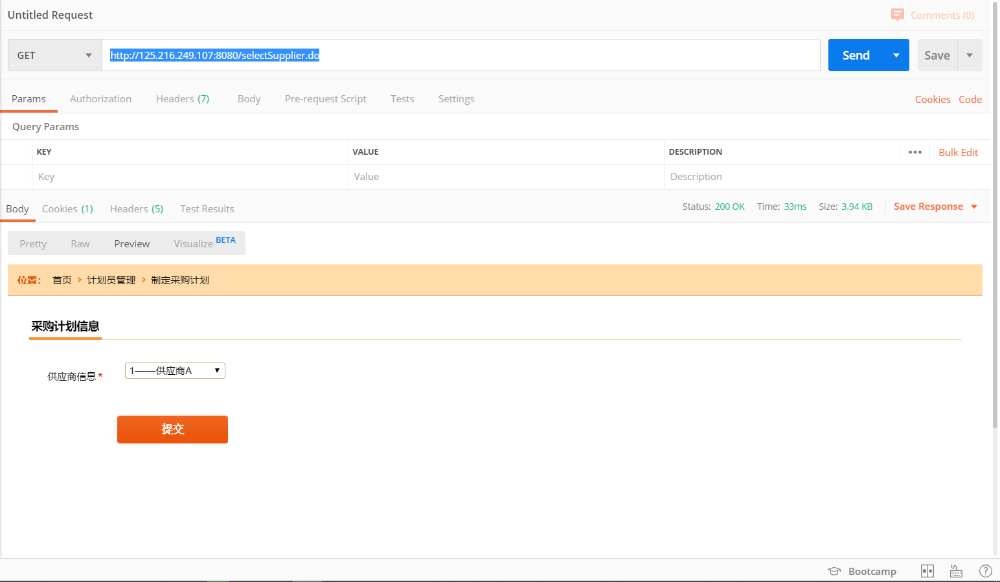 Untitled Request
Comments (0)
GET
http://125.216.249.107:8080/selectSupplier.do
Send
Save
Params Authorization Headers (7) Body Pre-request Script Tests Settings
Cookies Code
Query Params
KEY VALUE DESCRIPTION ••• Bulk Edit
Key Value Description
Body Cookies (1) Headers (5) Test Results
Status: 200 OK Time: 33ms Size: 3.94 KB Save Response
Pretty Raw Preview Visualize BETA
位置： 首页 > 计划员管理 > 制定采购计划
采购计划信息
供应商信息* 1——供应商A
提交
Bootcamp